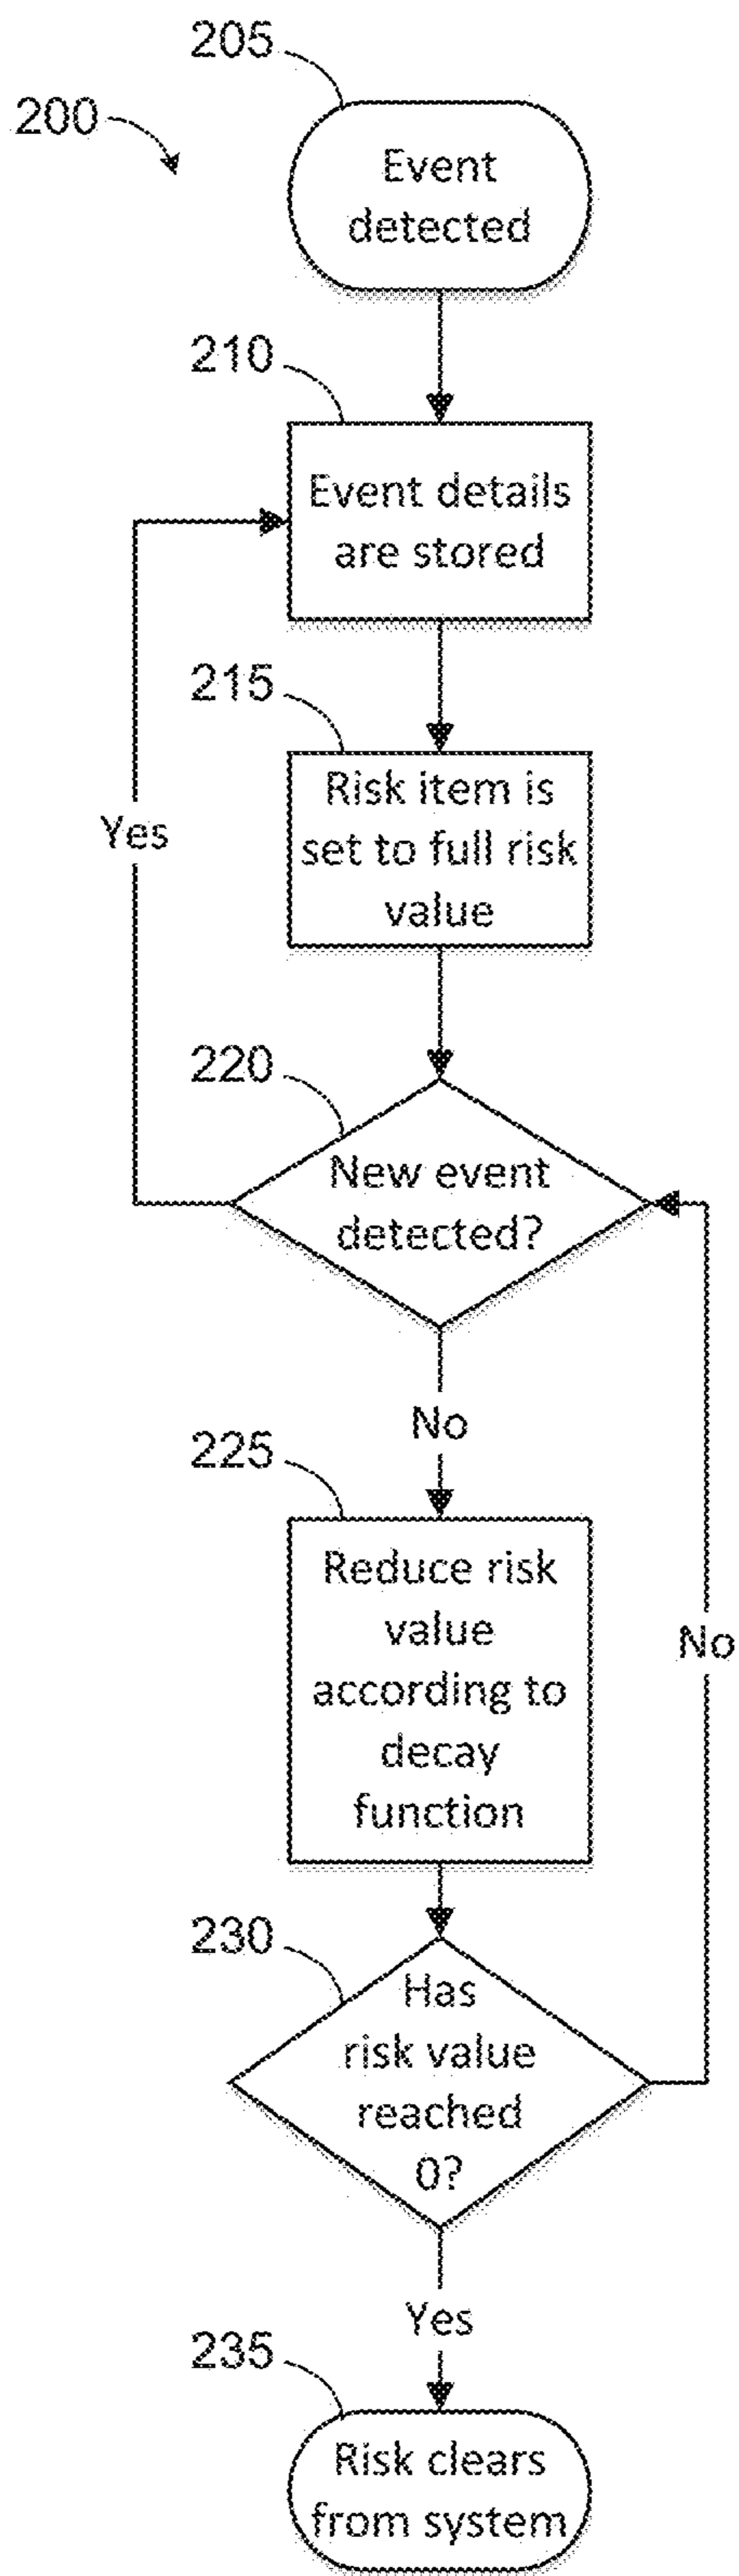 205
200
Event
detected
210
Event details
are stored
215
Risk item is
set to full risk
value
Yes
220
New event
detected?
No
225
Reduce risk
value
according to
decay
function
No
230
Has
risk value
reached
0?
Yes
235
Risk clears
from system